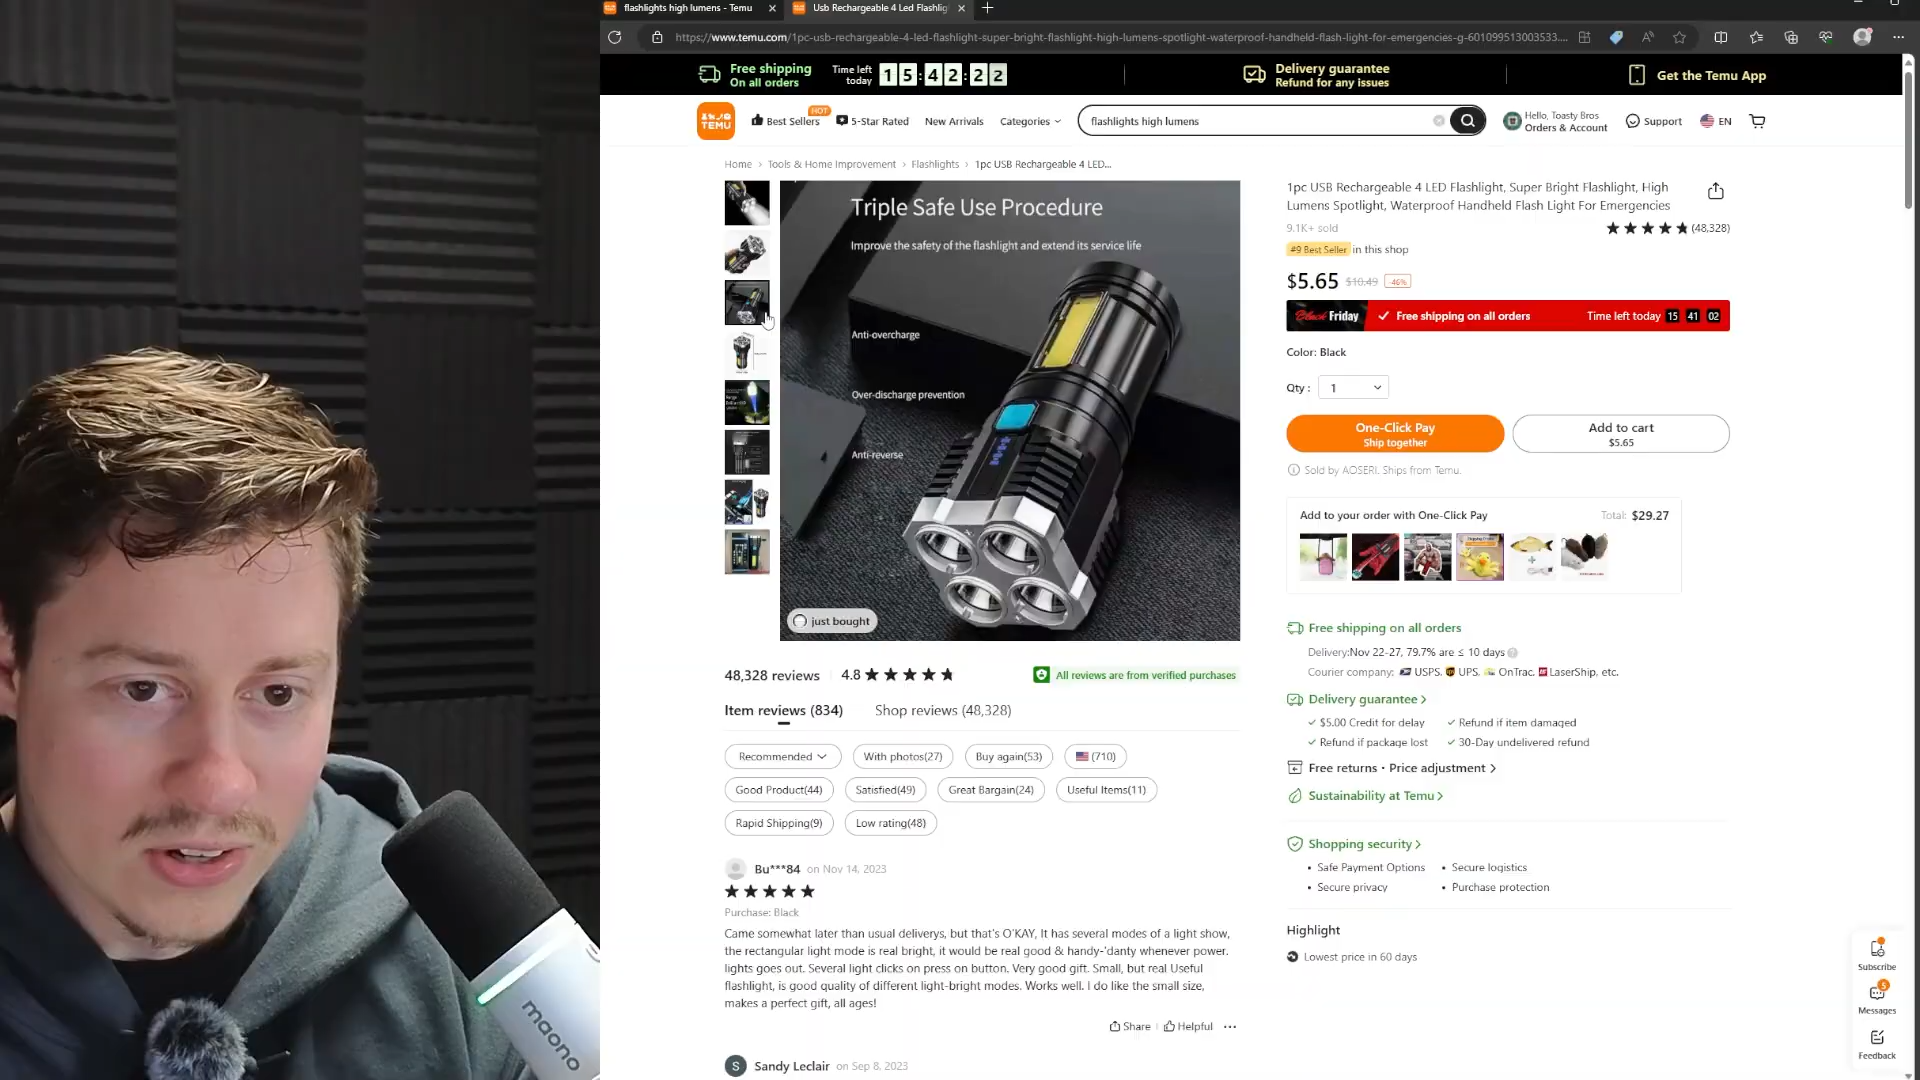 flashlights high lumens - Temu
Usb Rechargeable 4 Led Flashlig
https://www.temu.com/1pc-usb-rechargeable-4-led-flashlight-super-bright-flashlight-high-lumens-spotlight-waterproof-handheld-flash-light-for-emergencies-g-601099513003533....
Free shipping
On all orders
Time left
today
15:42:22
Delivery guarantee
Refund for any issues
Get the Temu App
TEMU
Best Sellers
HOT
5-Star Rated
New Arrivals
Categories
flashlights high lumens
Hello, Toasty Bros
Orders & Account
Support
EN
Home > Tools & Home Improvement > Flashlights > 1pc USB Rechargeable 4 LED...
Triple Safe Use Procedure
Improve the safety of the flashlight and extend its service life
Anti-overcharge
Over-discharge prevention
Anti-reverse
just bought
1pc USB Rechargeable 4 LED Flashlight, Super Bright Flashlight, High
Lumens Spotlight, Waterproof Handheld Flash Light For Emergencies
9.1K+ sold
(48,328)
#9 Best Seller in this shop
$5.65 $10.49 -46%
Black Friday
Free shipping on all orders
Time left today 15 41 02
Color: Black
Qty : 1
One-Click Pay
Ship together
Add to cart
$5.65
Sold by AOSERI. Ships from Temu.
Add to your order with One-Click Pay
Total: $29.27
Free shipping on all orders
Delivery:Nov 22-27, 79.7% are ≤ 10 days
Courier company: USPS, UPS, OnTrac, LaserShip, etc.
Delivery guarantee >
$5.00 Credit for delay
Refund if item damaged
Refund if package lost
30-Day undelivered refund
Free returns • Price adjustment >
Sustainability at Temu >
Shopping security >
• Safe Payment Options • Secure logistics
• Secure privacy • Purchase protection
Highlight
Lowest price in 60 days
48,328 reviews
4.8
All reviews are from verified purchases
Item reviews (834)
Shop reviews (48,328)
Recommended
With photos(27)
Buy again(53)
(710)
Good Product(44)
Satisfied(49)
Great Bargain(24)
Useful Items(11)
Rapid Shipping(9)
Low rating(48)
Bu***84 on Nov 14, 2023
Purchase: Black
Came somewhat later than usual deliverys, but that's O'KAY, It has several modes of a light show,
the rectangular light mode is real bright, it would be real good & handy-'danty whenever power.
lights goes out. Several light clicks on press on button. Very good gift. Small, but real Useful
flashlight, is good quality of different light-bright modes. Works well. I do like the small size,
makes a perfect gift, all ages!
Share
Helpful
S
Sandy Leclair on Sep 8, 2023
Subscribe
5
Messages
Feedback
maono